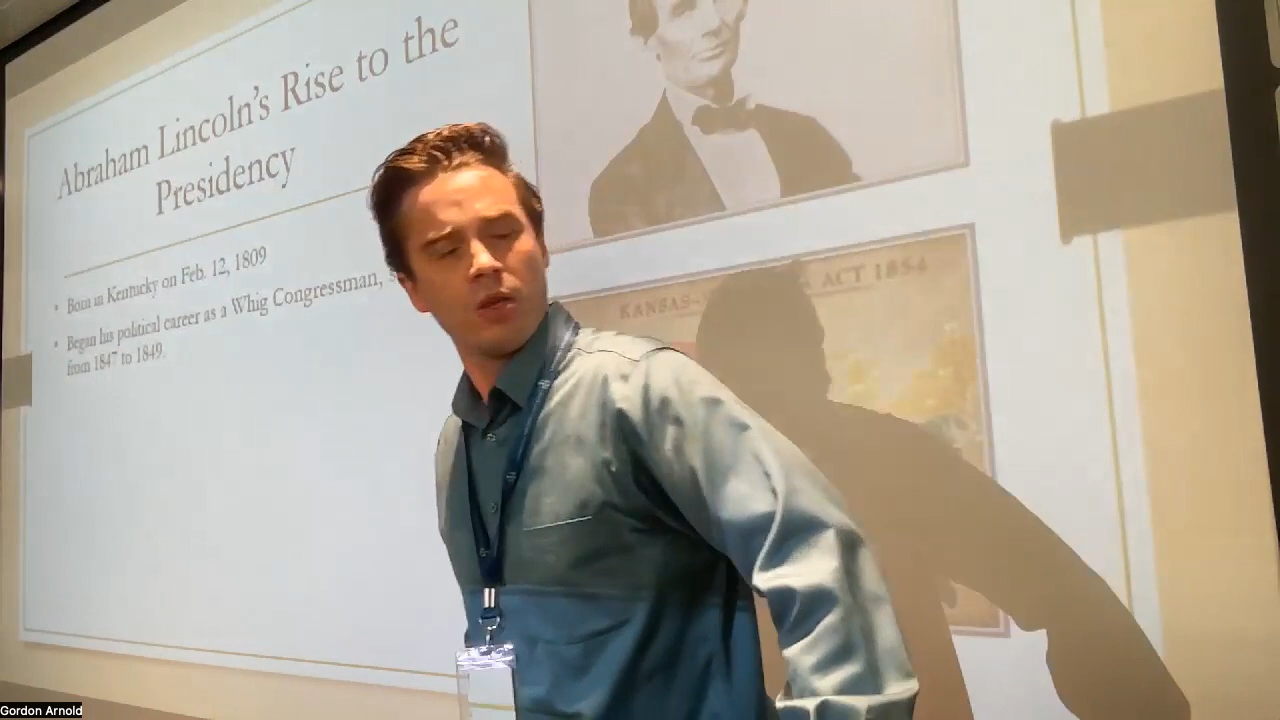 Abraham Lincoln's Rise to the
Presidency
• Born in Kentucky on Feb. 12, 1809
• Began his political career as a Whig Congressman,
from 1847 to 1849.
KANSAS- ACT 1854
Gordon Arnold